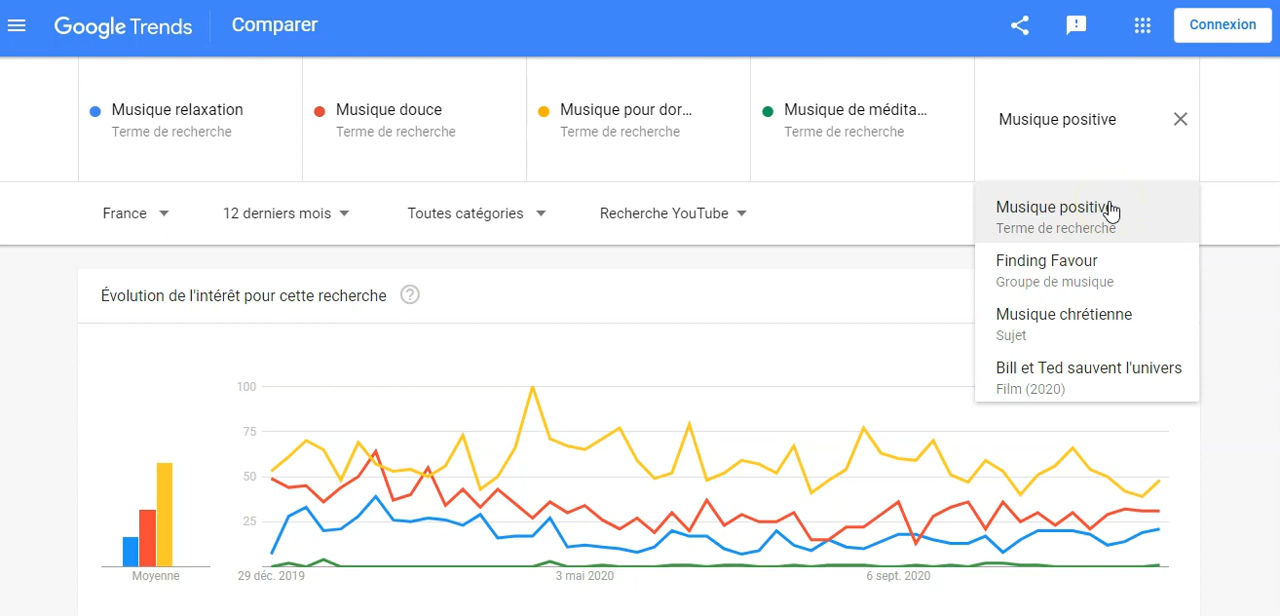 Google Trends
Comparer
Connexion
Musique relaxation
Terme de recherche
Musique douce
Terme de recherche
Musique pour dor...
Terme de recherche
Musique de médita...
Terme de recherche
Musique positive
France
12 derniers mois
Toutes catégories
Recherche YouTube
Musique positive
Terme de recherche
Finding Favour
Groupe de musique
Musique chrétienne
Sujet
Bill et Ted sauvent l'univers
Film (2020)
Évolution de l'intérêt pour cette recherche ?
100
75
50
25
Moyenne
29 déc. 2019
3 mai 2020
6 sept. 2020